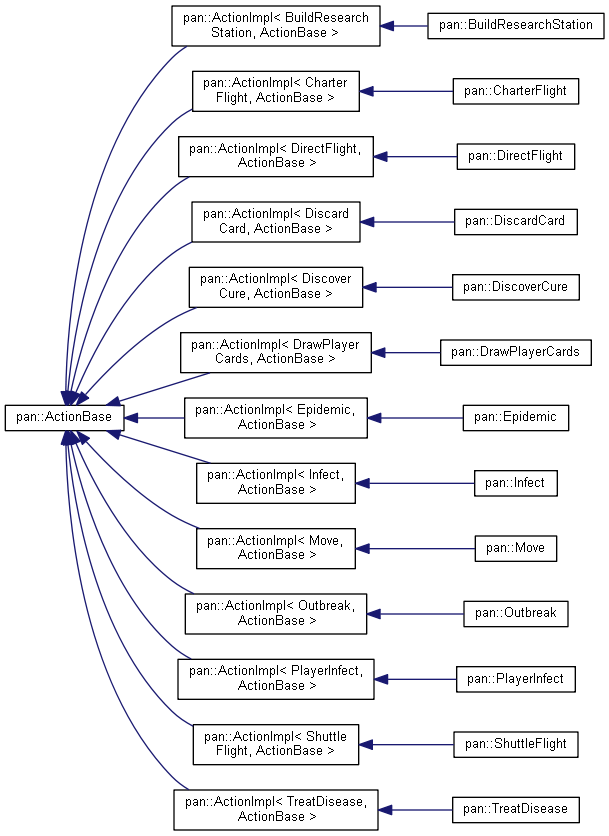 pan::ActionImpl< BuildResearch
Station, ActionBase >
pan::BuildResearchStation
pan::ActionImpl< Charter
Flight, ActionBase >
pan::CharterFlight
pan::ActionImpl< DirectFlight,
ActionBase >
pan::DirectFlight
pan::ActionImpl< Discard
Card, ActionBase >
pan::DiscardCard
pan::ActionImpl< Discover
Cure, ActionBase >
pan::DiscoverCure
pan::ActionImpl< DrawPlayer
Cards, ActionBase >
pan::DrawPlayerCards
pan::ActionBase
pan::ActionImpl< Epidemic,
ActionBase >
pan::Epidemic
pan::ActionImpl< Infect,
ActionBase >
pan::Infect
pan::ActionImpl< Move,
ActionBase >
pan::Move
pan::ActionImpl< Outbreak,
ActionBase >
pan::Outbreak
pan::ActionImpl< PlayerInfect,
ActionBase >
pan::PlayerInfect
pan::ActionImpl< Shuttle
Flight, ActionBase >
pan::ShuttleFlight
pan::ActionImpl< TreatDisease,
ActionBase >
pan::TreatDisease